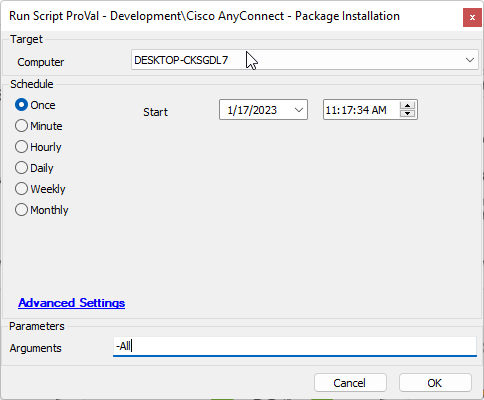 Run Script ProVal - Development\Cisco AnyConnect - Package Installation
x
Target
Computer
DESKTOP-CKSGDL7
Schedule
Once
Start
1/17/2023
11:17:34 AM
Minute
Hourly
Daily
Weekly
Monthly
Advanced Settings
Parameters
Arguments
-All
Cancel
OK